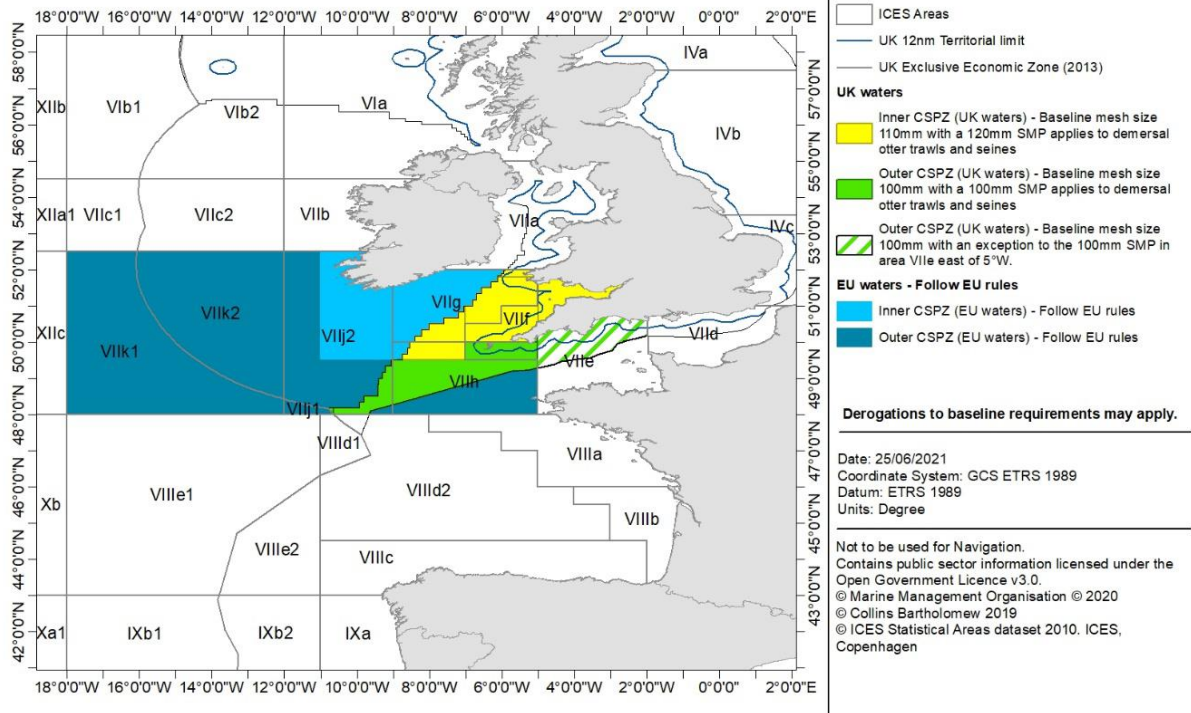 58°0'0"N
56°0'0"N
54°0'0"N
52°0'0"N
50°0'0"N
48°0'0"N
46°0'0"N
44°0'0"N
42°0'0"N
57°0'0"N
55°0'0"N
53°0'0"N
51°0'0"N
49°0'0"N
47°0'0"N
45°0'0"N
43°0'0"N
18°0'0"W
16°0'0"W
14°0'0"W
12°0'0"W
10°0'0"W
8°0'0"W
6°0'0"W
4°0'0"W
2°0'0"W
0°0'0"
2°0'0"E
IVa
XIIb
VIb1
VIb2
VIa
IVb
XIIa1
VIIc1
VIIc2
VIIb
VIIa
IVc
VIIk2
VIIg
VIIf
XIIc
VIIk1
VIIj2
VIId
VIIe
VIIh
VIIj1
VIIId1
VIIIa
Xb
VIIIe1
VIIId2
VIIIb
VIIIe2
VIIIc
Xa1
IXb1
IXb2
IXa
ICES Areas
UK 12nm Territorial limit
UK Exclusive Economic Zone (2013)
UK waters
Inner CSPZ (UK waters) - Baseline mesh size
110mm with a 120mm SMP applies to demersal
otter trawls and seines
Outer CSPZ (UK waters) - Baseline mesh size
100mm with a 100mm SMP applies to demersal
otter trawls and seines
Outer CSPZ (UK waters) - Baseline mesh size
100mm with an exception to the 100mm SMP in
area VIIe east of 5°W.
EU waters - Follow EU rules
Inner CSPZ (EU waters) - Follow EU rules
Outer CSPZ (EU waters) - Follow EU rules
Derogations to baseline requirements may apply.
Date: 25/06/2021
Coordinate System: GCS ETRS 1989
Datum: ETRS 1989
Units: Degree
Not to be used for Navigation.
Contains public sector information licensed under the
Open Government Licence v3.0.
© Marine Management Organisation © 2020
© Collins Bartholomew 2019
© ICES Statistical Areas dataset 2010. ICES,
Copenhagen